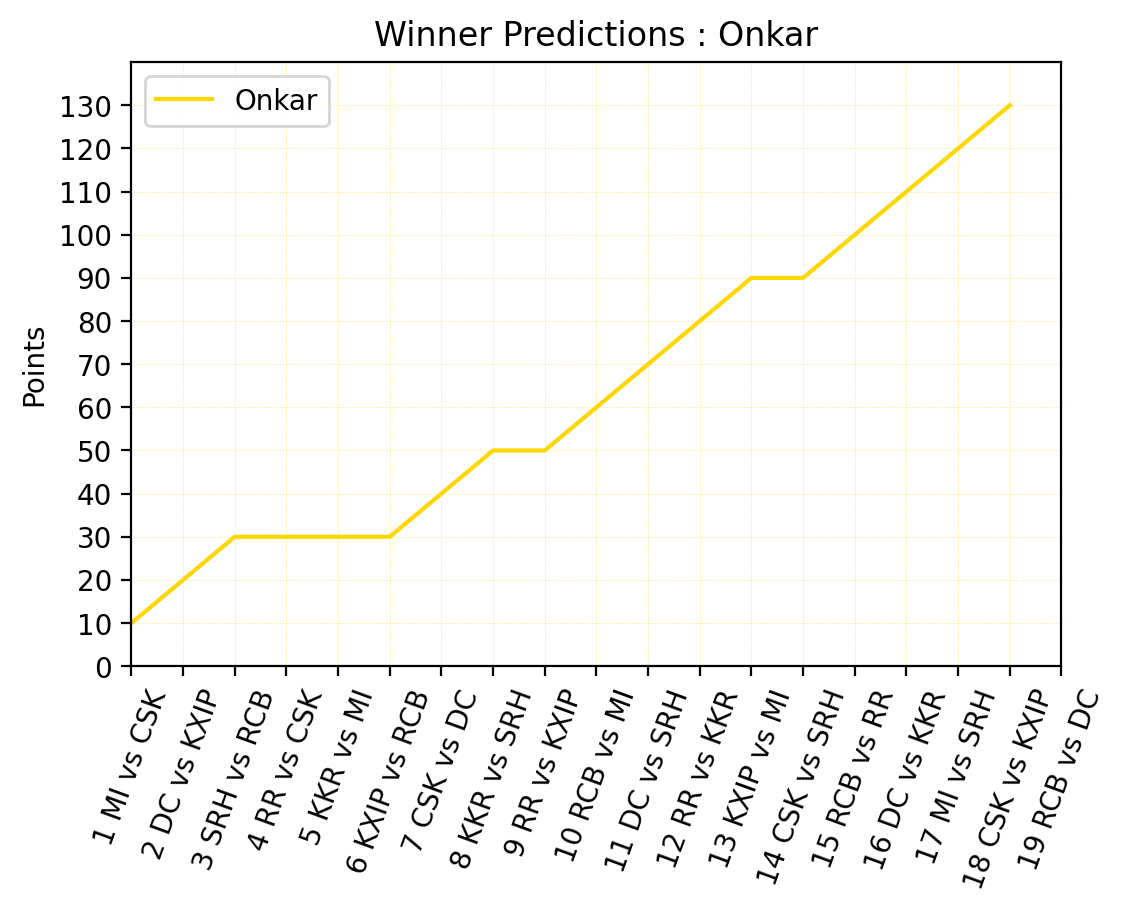 Winner Predictions : Onkar
Onkar
Points
130
120
110
100
90
80
70
60
50
40
30
20
10
0
1 MI vs CSK
2 DC vs KXIP
3 SRH vs RCB
4 RR vs CSK
5 KKR vs MI
6 KXIP vs RCB
7 CSK vs DC
8 KKR vs SRH
9 RR vs KXIP
10 RCB vs MI
11 DC vs SRH
12 RR vs KKR
13 KXIP vs MI
14 CSK vs SRH
15 RCB vs RR
16 DC vs KKR
17 MI vs SRH
18 CSK vs KXIP
19 RCB vs DC